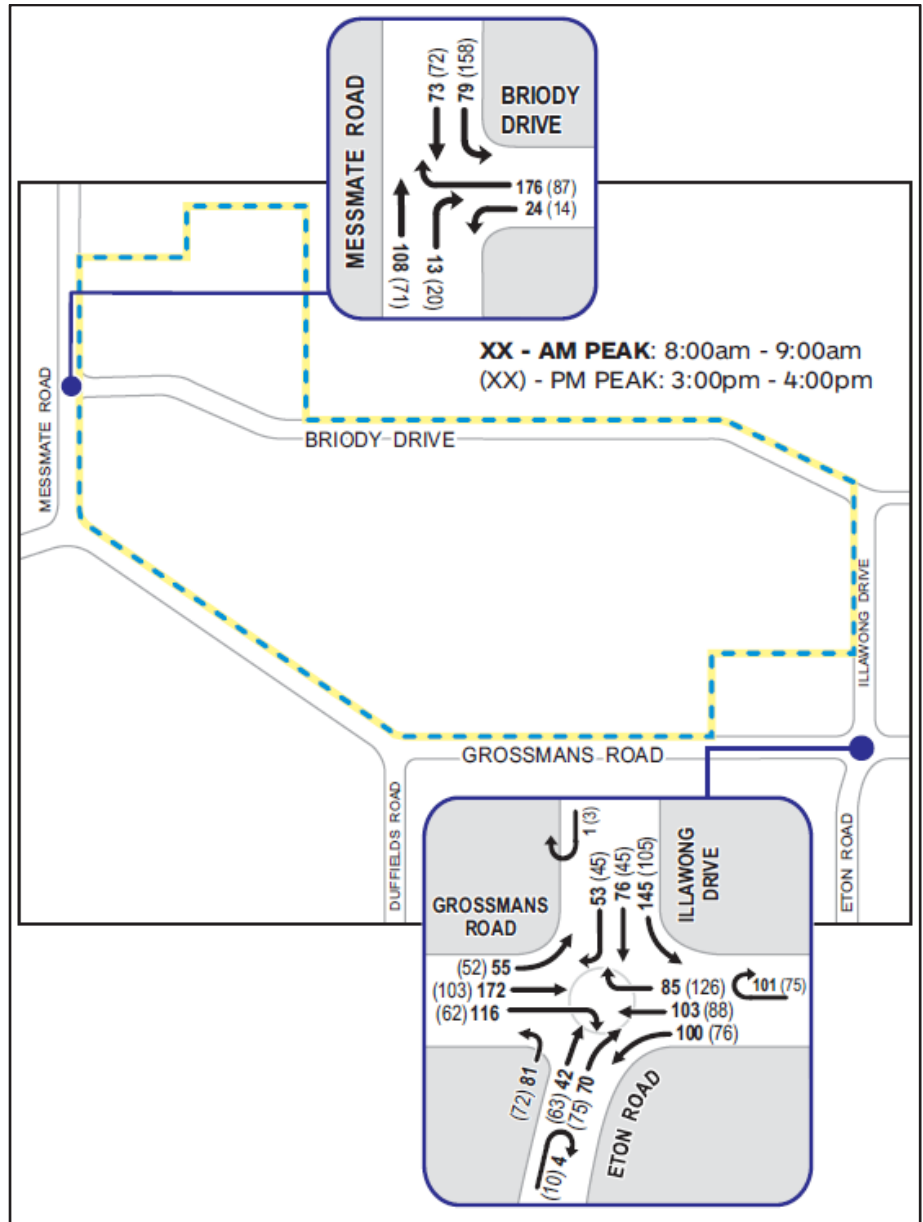 MESSMATE ROAD
73 (72)
79 (158)
BRIODY
DRIVE
176 (87)
24 (14)
108 (71)
13 (20)
XX - AM PEAK: 8:00am - 9:00am
(XX) - PM PEAK: 3:00pm - 4:00pm
MESSMATE ROAD
BRIODY DRIVE
ILLAWONG DRIVE
GROSSMANS ROAD
DUFFIELDS ROAD
ETON ROAD
1 (3)
53 (45)
76 (45)
145 (105)
ILLAWONG
DRIVE
GROSSMANS
ROAD
(52) 55
(103) 172
(62) 116
85 (126)
101 (75)
103 (88)
100 (76)
(72) 81
(63) 42
(75) 70
(10) 4
ETON ROAD